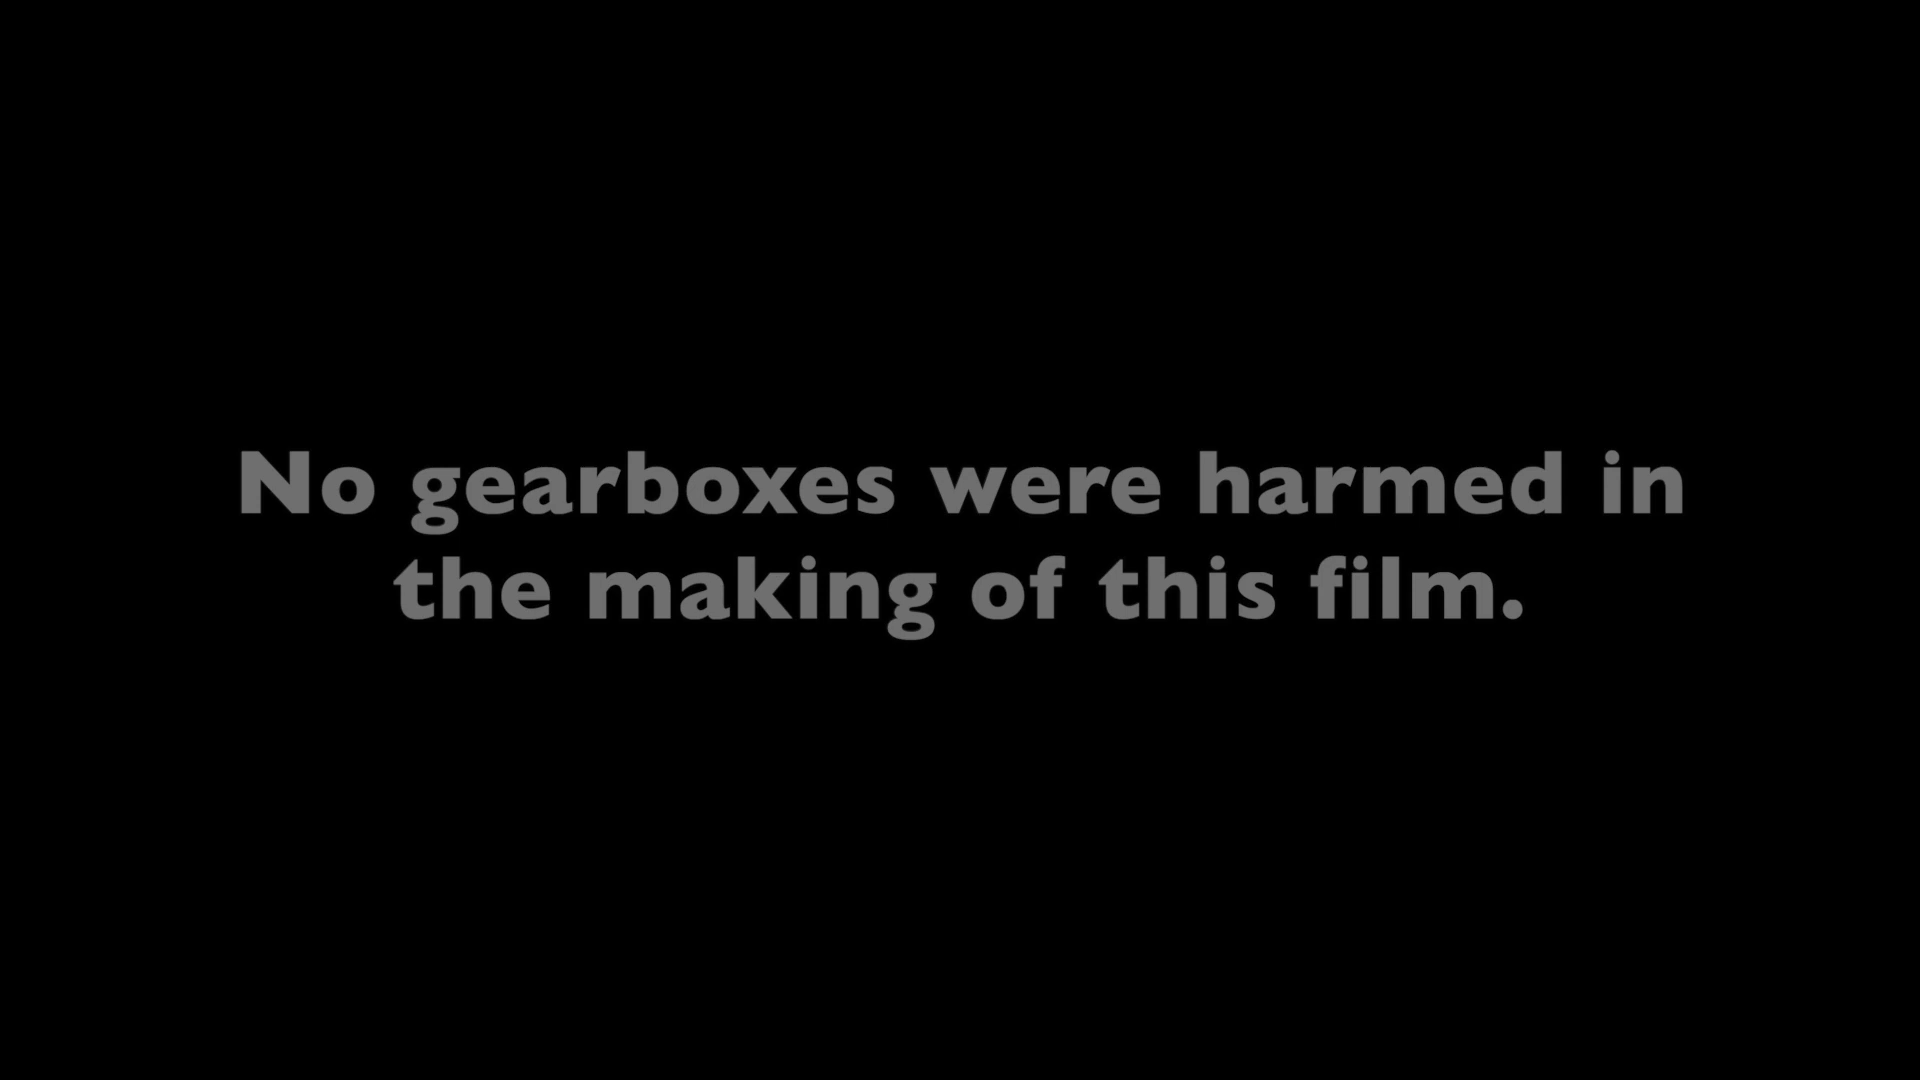 No gearboxes were harmed in
the making of this film.